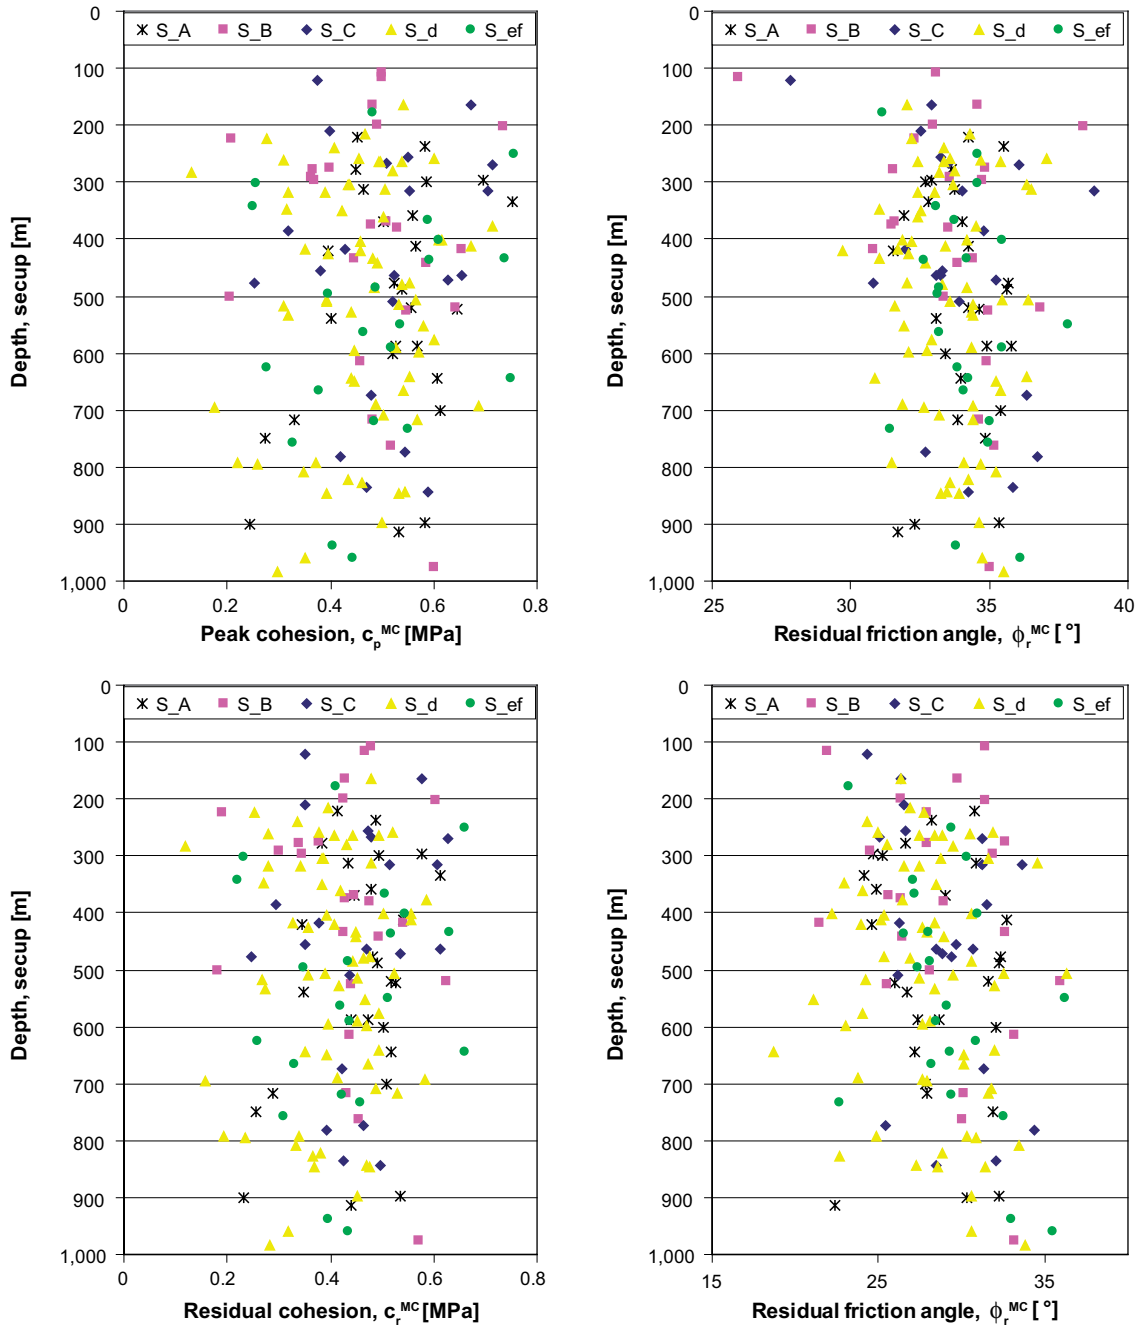 0
S_A S_B S_C S_d S_ef
100
200
300
400
500
600
700
800
900
1,000
Depth, secup [m]
0 0.2 0.4 0.6 0.8
Peak cohesion, c_p^MC [MPa]
0
S_A S_B S_C S_d S_ef
100
200
300
400
500
600
700
800
900
1,000
Depth, secup [m]
25 30 35 40
Residual friction angle, ϕ_r^MC [°]
0
S_A S_B S_C S_d S_ef
100
200
300
400
500
600
700
800
900
1,000
Depth, secup [m]
0 0.2 0.4 0.6 0.8
Residual cohesion, c_r^MC [MPa]
0
S_A S_B S_C S_d S_ef
100
200
300
400
500
600
700
800
900
1,000
Depth, secup [m]
15 25 35
Residual friction angle, ϕ_r^MC [°]